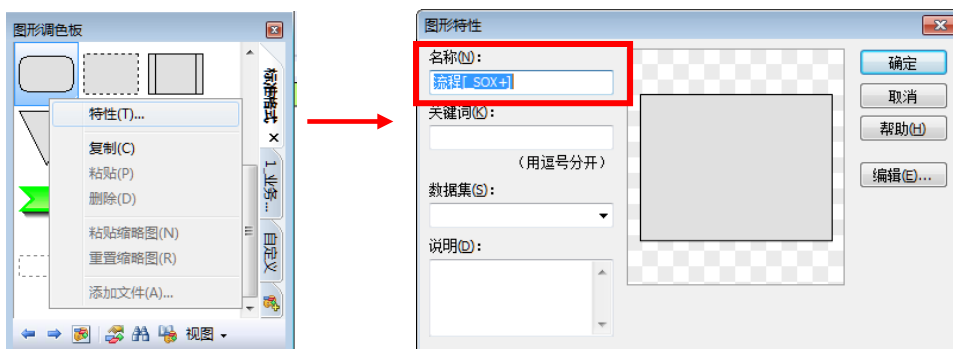 图形调色板
特性(T)...
复制(C)
粘贴(P)
删除(D)
粘贴缩略图(N)
重置缩略图(R)
添加文件(A)...
标准格式
1_业务...
自定义
视图
图形特性
名称(N):
流程[_SOX+]
关键词(K):
(用逗号分开)
数据集(S):
说明(D):
确定
取消
帮助(H)
编辑(E)...